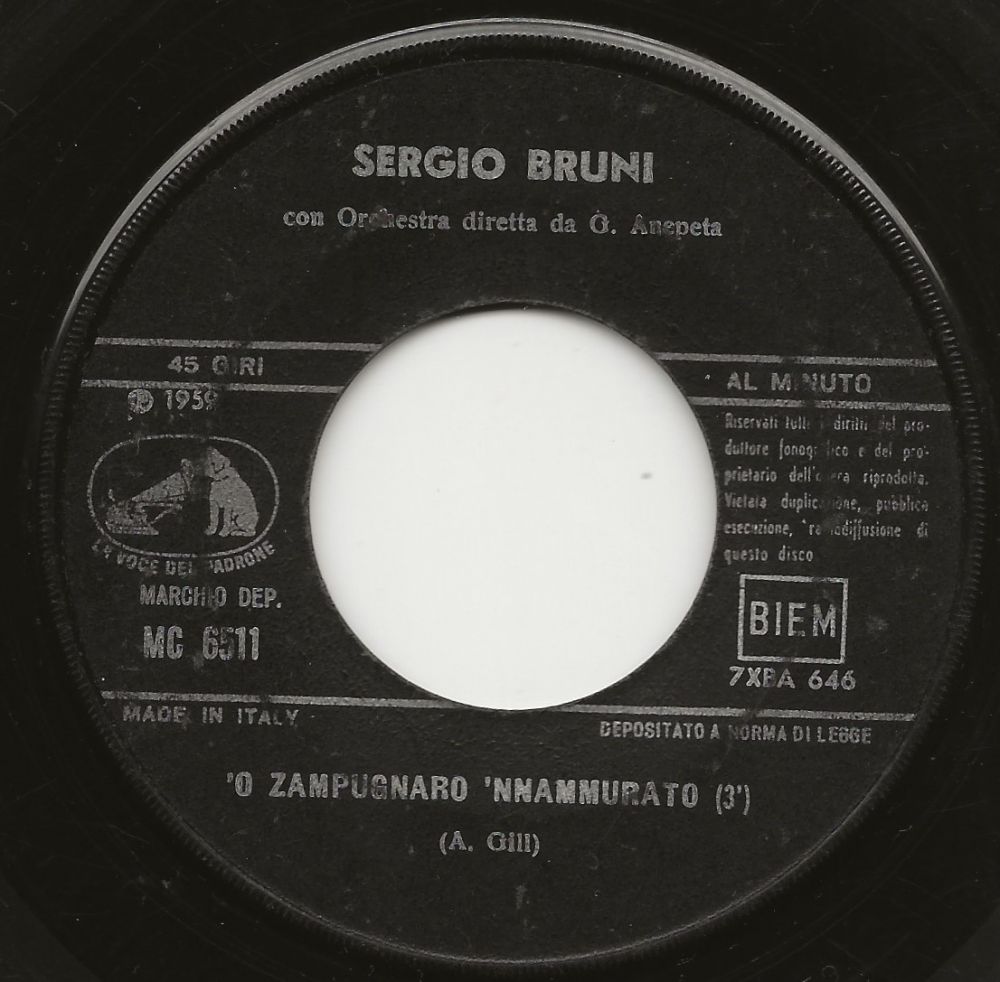 SERGIO BRUNI
con Orchestra diretta da G. Anepeta
45 GIRI
AL MINUTO
Ⓟ 1959
Riservati tutti i diritti del pro-
duttore fonografico e del pro-
prietario dell'opera riprodotta.
Vietata duplicazione, pubblica
esecuzione, radiodiffusione di
questo disco
LA VOCE DEL PADRONE
MARCHIO DEP.
MC 6511
BIEM
7XBA 646
MADE IN ITALY
DEPOSITATO A NORMA DI LEGGE
'O ZAMPUGNARO 'NNAMMURATO (3')
(A. Gill)